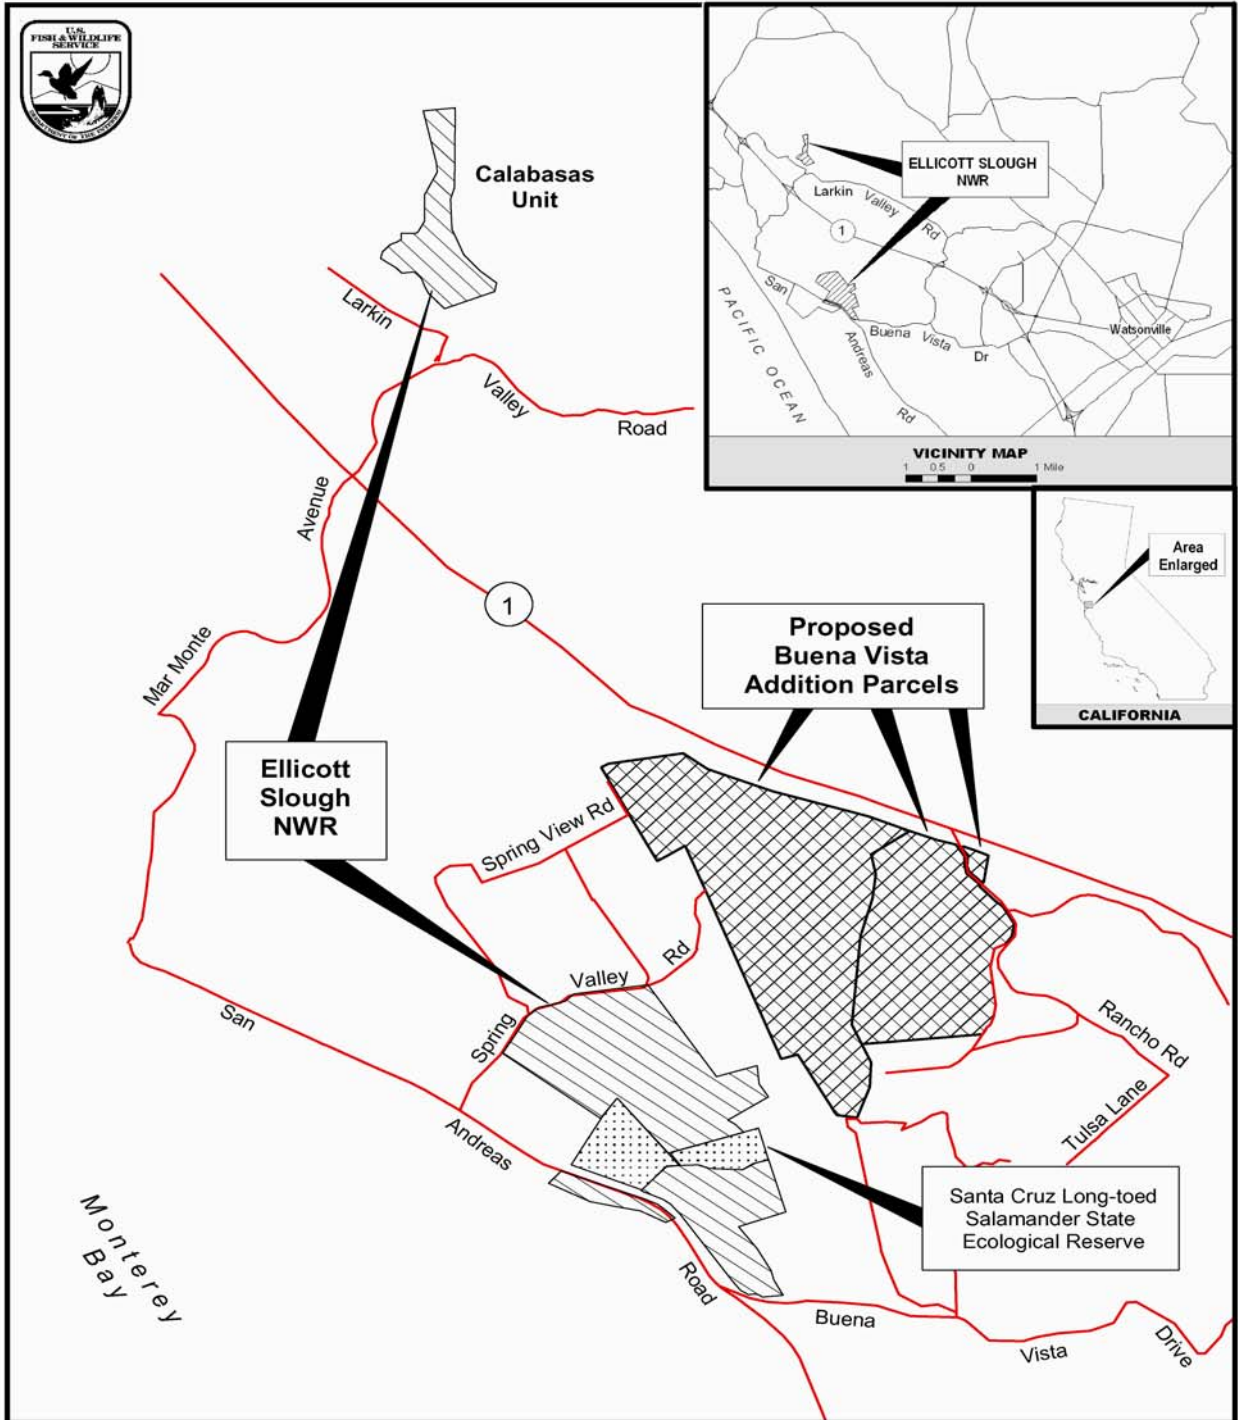 U.S.
FISH & WILDLIFE
SERVICE
DEPARTMENT OF THE INTERIOR
Calabasas
Unit
Larkin
Valley
Road
Avenue
Mar Monte
1
ELLICOTT SLOUGH
NWR
Larkin Valley
Rd
1
San
Andreas
Rd
Buena Vista
Dr
Watsonville
PACIFIC OCEAN
VICINITY MAP
1 0.5 0 1 Mile
Area
Enlarged
CALIFORNIA
Proposed
Buena Vista
Addition Parcels
Ellicott
Slough
NWR
Spring View Rd
Spring
Valley
Rd
San
Andreas
Road
Rancho Rd
Tulsa Lane
Santa Cruz Long-toed
Salamander State
Ecological Reserve
Monterey
Bay
Buena
Vista
Drive